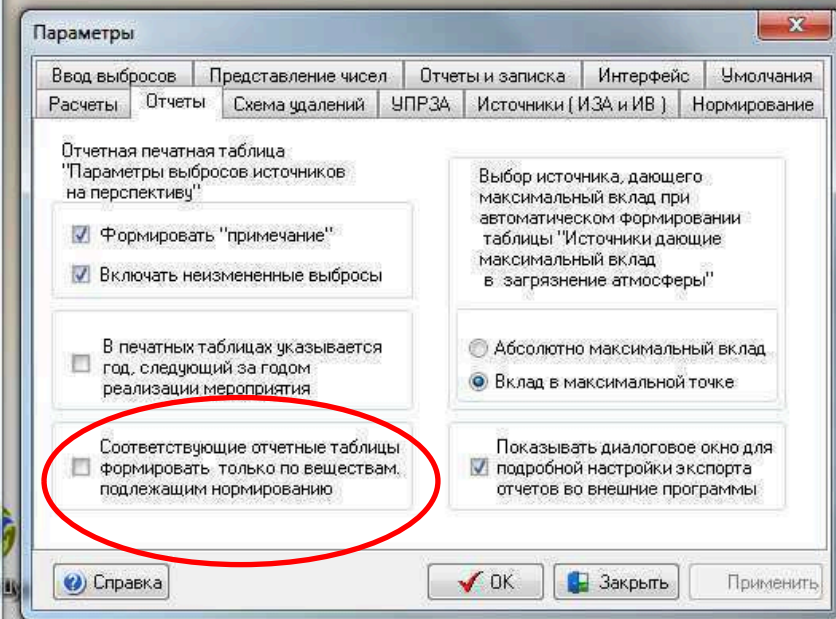 Параметры
Ввод выбросов
Представление чисел
Отчеты и записка
Интерфейс
Умолчания
Расчеты
Отчеты
Схема удалений
УПРЗА
Источники ( ИЗА и ИВ )
Нормирование
Отчетная печатная таблица
"Параметры выбросов источников
на перспективу"
Формировать "примечание"
Включать неизмененные выбросы
В печатных таблицах указывается
год, следующий за годом
реализации мероприятия
Соответствующие отчетные таблицы
формировать только по веществам,
подлежащим нормированию
Выбор источника, дающего
максимальный вклад при
автоматическом формировании
таблицы "Источники дающие
максимальный вклад
в загрязнение атмосферы"
Абсолютно максимальный вклад
Вклад в максимальной точке
Показывать диалоговое окно для
подробной настройки экспорта
отчетов во внешние программы
Справка
OK
Закрыть
Применить